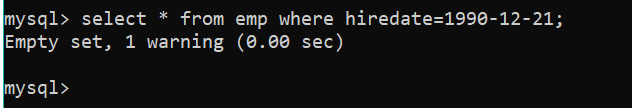 mysql> select * from emp where hiredate=1990-12-21;
Empty set, 1 warning (0.00 sec)
mysql>